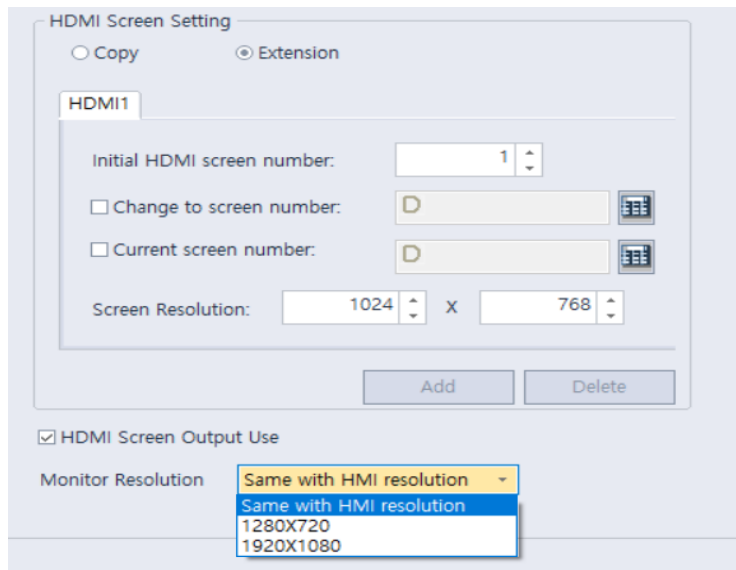 HDMI Screen Setting
Copy Extension
HDMI1
Initial HDMI screen number: 1
Change to screen number: D
Current screen number: D
Screen Resolution: 1024 X 768
Add Delete
HDMI Screen Output Use
Monitor Resolution Same with HMI resolution
Same with HMI resolution
1280X720
1920X1080